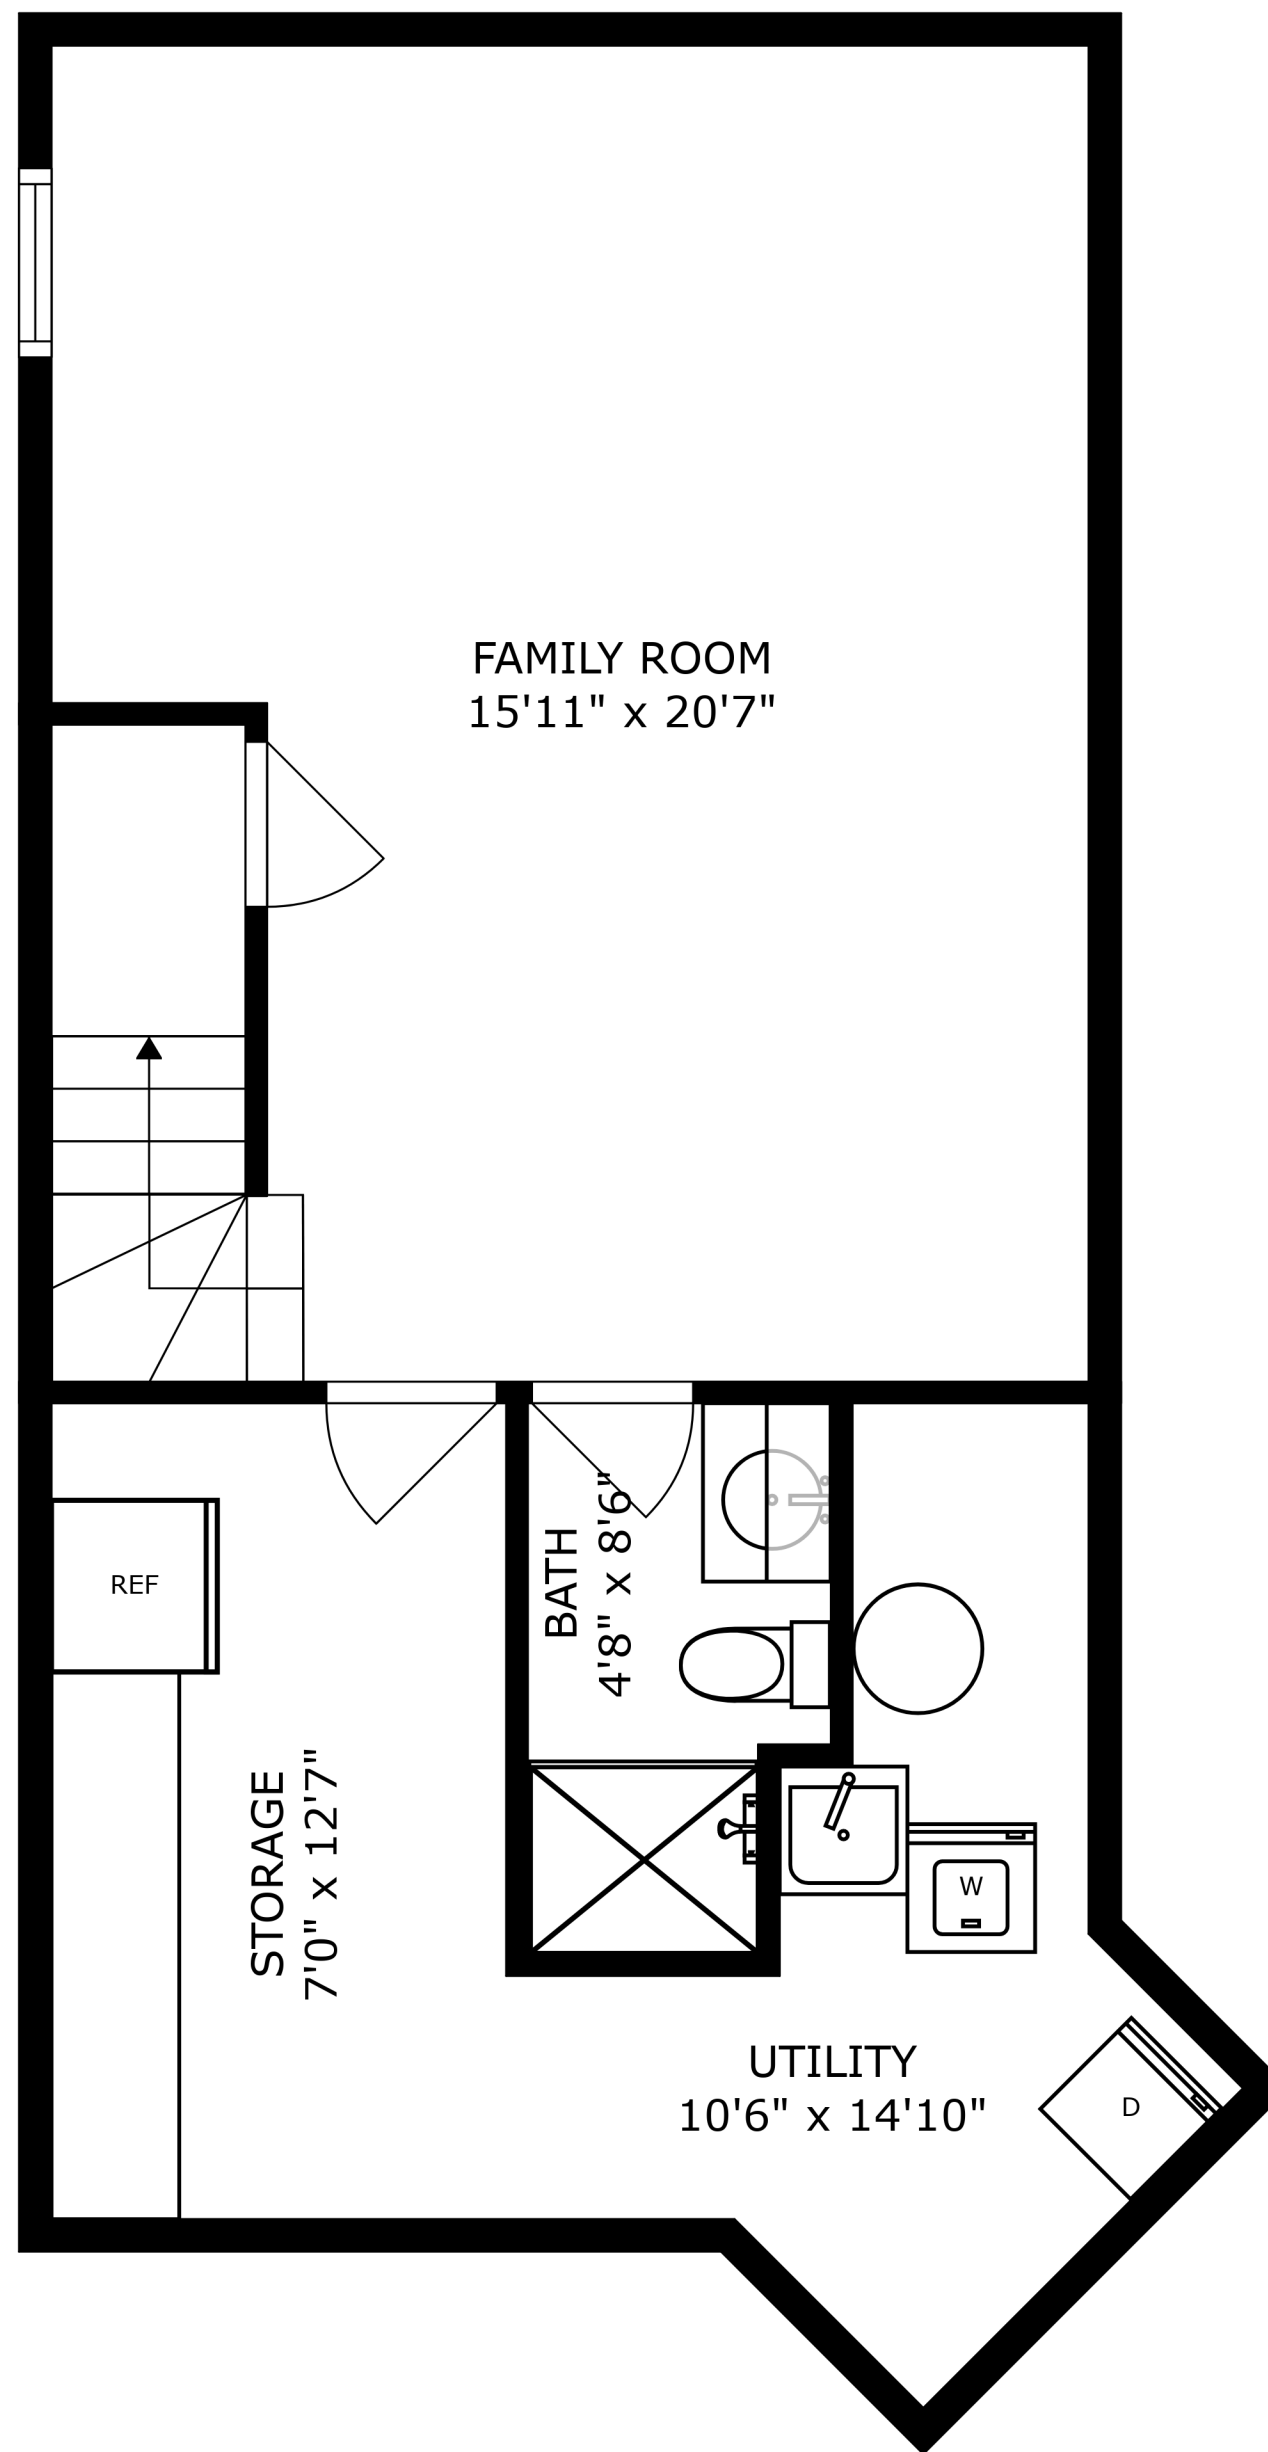 FAMILY ROOM
15'11" x 20'7"
REF
BATH
4'8" x 8'6"
STORAGE
7'0" x 12'7"
W
UTILITY
10'6" x 14'10"
D